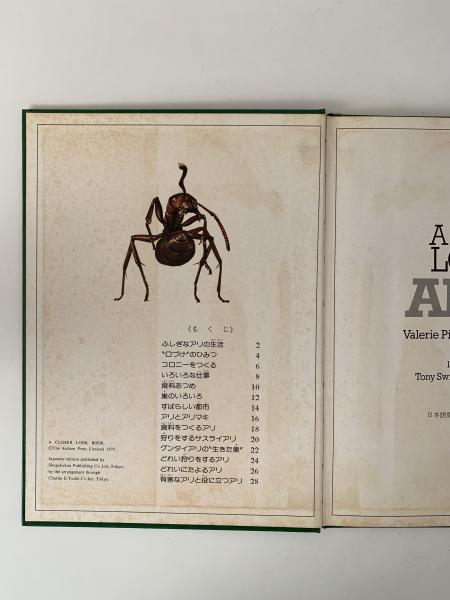 《も く じ》
ふしぎなアリの生活 2
“口づけ”のひみつ 4
コロニーをつくる 6
いろいろな仕事 8
食料あつめ 10
巣のいろいろ 12
すばらしい都市 14
アリとアリマキ 16
食料をつくるアリ 18
狩りをするサスライアリ 20
グンタイアリの“生きた巣” 22
どれい狩りをするアリ 24
どれいにたよるアリ 26
有害なアリと役に立つアリ 28
A CLOSER LOOK BOOK
©The Archon Press Limited 1975
Japanese edition published by
Shogakukan Publishing Co. Ltd, Tokyo,
by the arrangement through
Charles E. Tuttle Co. Inc. Tokyo.
A
Valerie
Tony
日本語